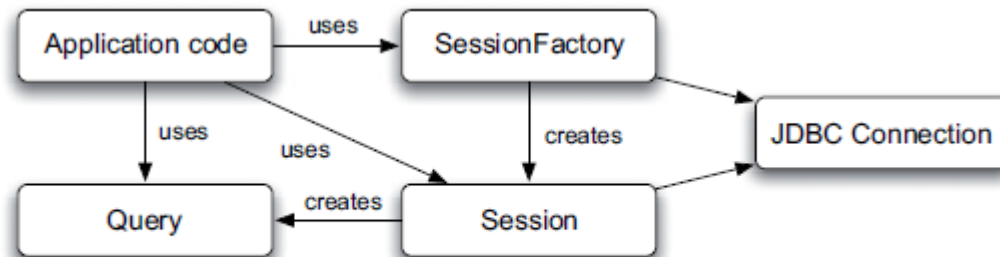 Application code
uses
SessionFactory
uses
uses
creates
JDBC Connection
Query
creates
Session